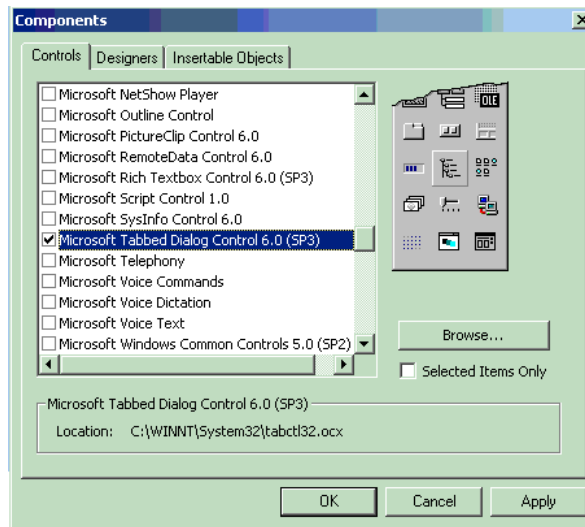 Components
Controls
Designers
Insertable Objects
Microsoft NetShow Player
Microsoft Outline Control
Microsoft PictureClip Control 6.0
Microsoft RemoteData Control 6.0
Microsoft Rich Textbox Control 6.0 (SP3)
Microsoft Script Control 1.0
Microsoft SysInfo Control 6.0
Microsoft Tabbed Dialog Control 6.0 (SP3)
Microsoft Telephony
Microsoft Voice Commands
Microsoft Voice Dictation
Microsoft Voice Text
Microsoft Windows Common Controls 5.0 (SP2)
OLE
Browse...
Selected Items Only
Microsoft Tabbed Dialog Control 6.0 (SP3)
Location: C:\WINNT\System32\tabctl32.ocx
OK
Cancel
Apply